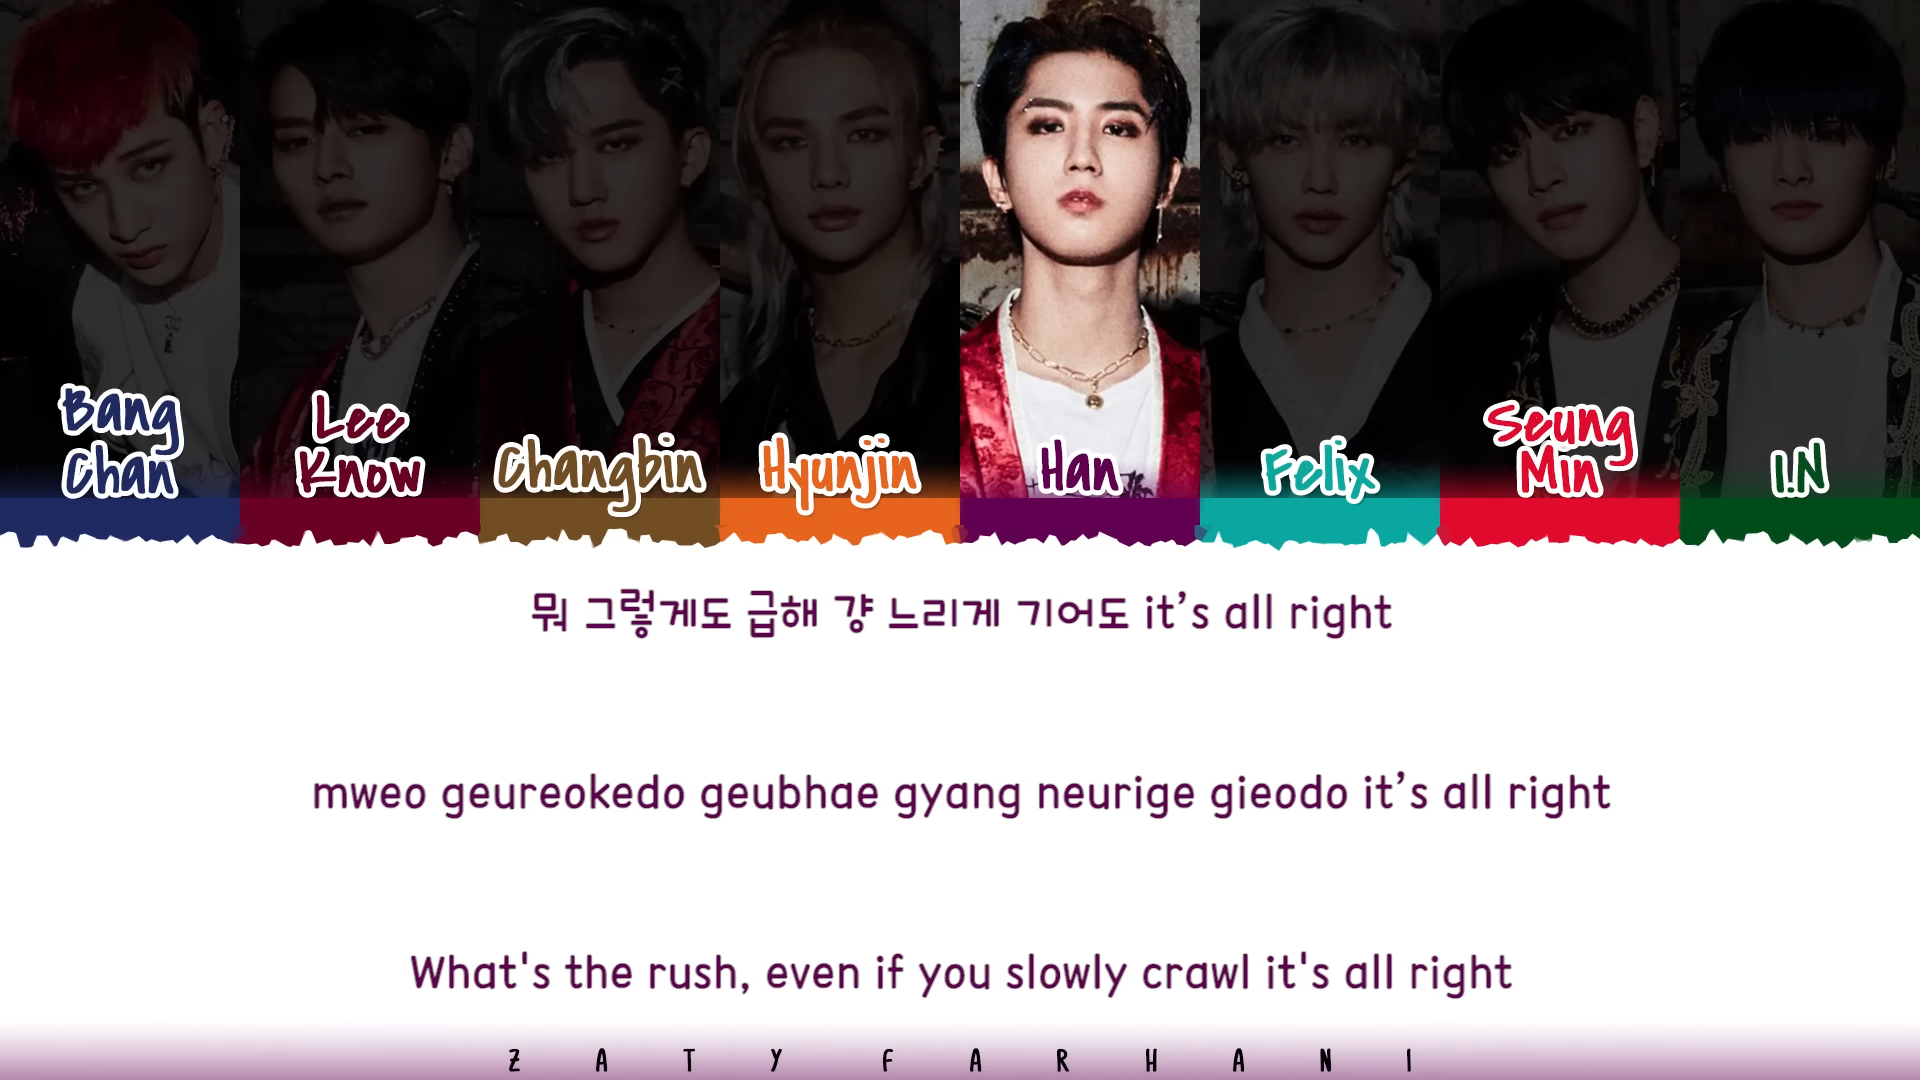 Bang
Chan
Lee
Know
Changbin
Hyunjin
Han
Felix
Seung
Min
I.N
뭐 그렇게도 급해 걍 느리게 기어도 it’s all right
mweo geureokedo geubhae gyang neurige gieodo it’s all right
What's the rush, even if you slowly crawl it's all right
ZATY FARHANI